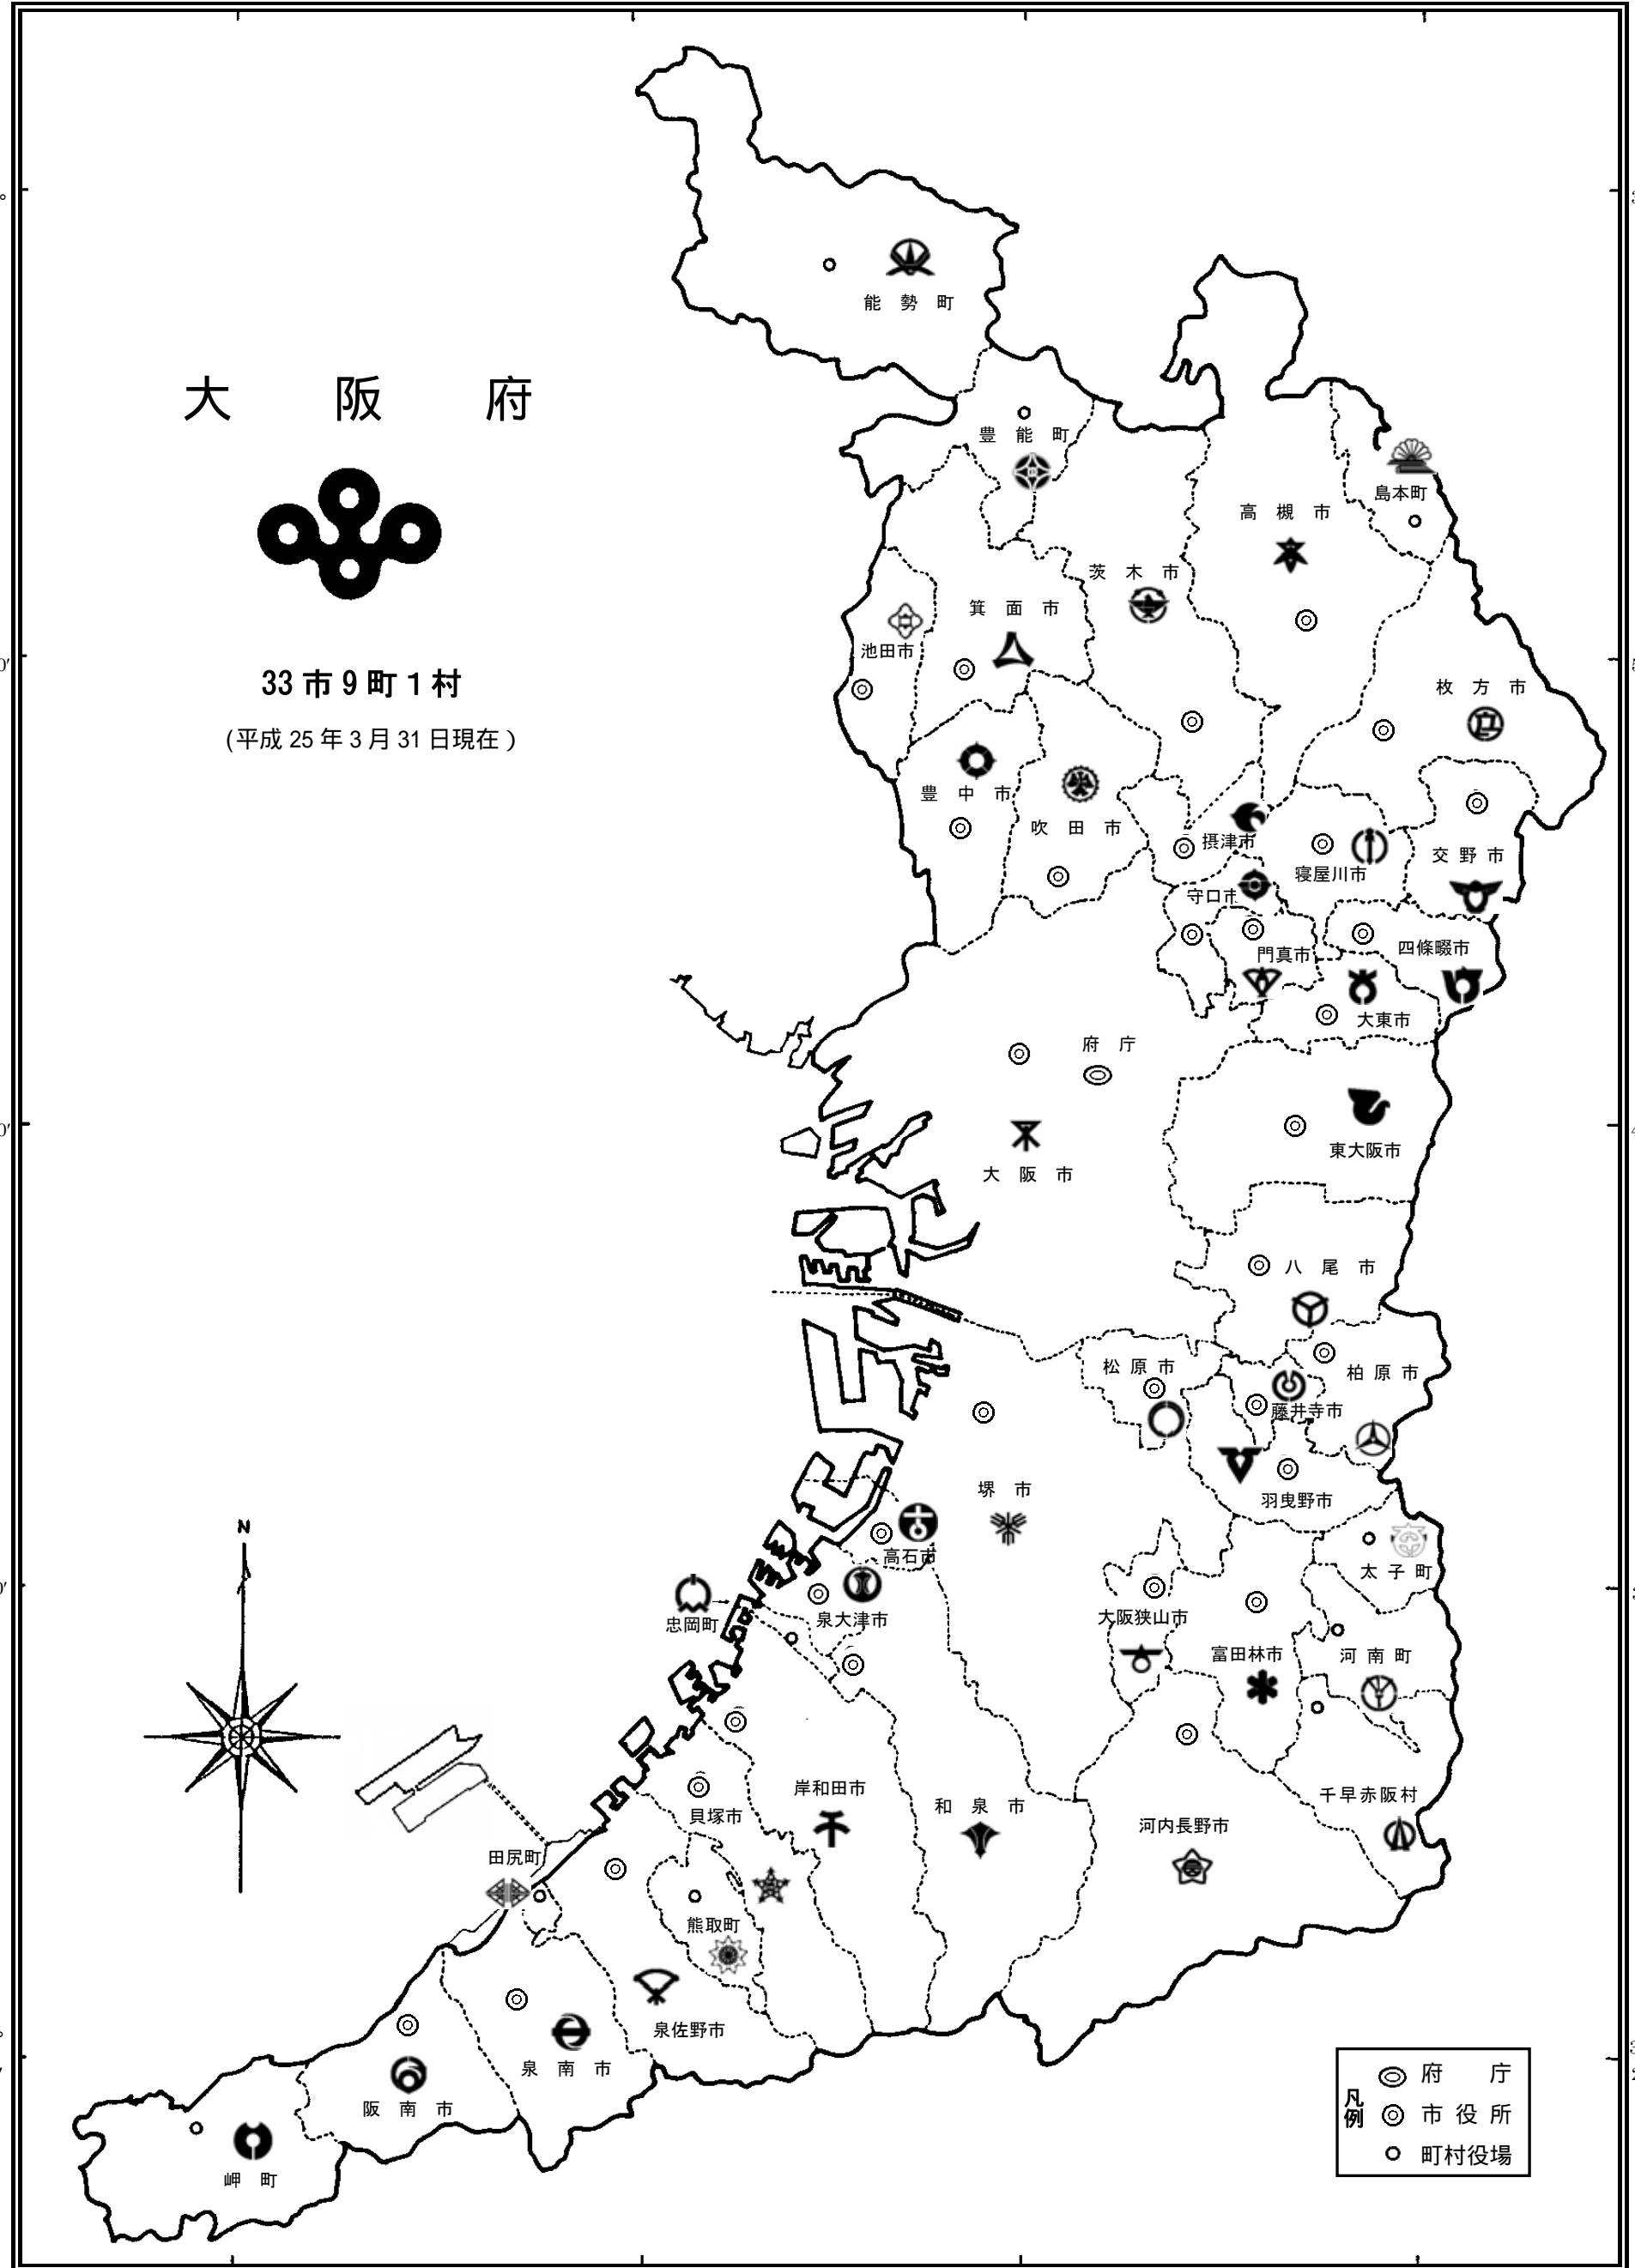 大阪府
33市9町1村
(平成25年3月31日現在)
能勢町
豊能町
島本町
高槻市
茨木市
箕面市
池田市
枚方市
豊中市
吹田市
摂津市
交野市
寝屋川市
守口市
四條畷市
門真市
大東市
府庁
東大阪市
大阪市
八尾市
松原市
柏原市
藤井寺市
堺市
羽曳野市
高石市
太子町
N
忠岡町
泉大津市
大阪狭山市
富田林市
河南町
岸和田市
千早赤阪村
和泉市
貝塚市
河内長野市
田尻町
熊取町
泉佐野市
泉南市
阪南市
岬町
凡例
府庁
市役所
町村役場